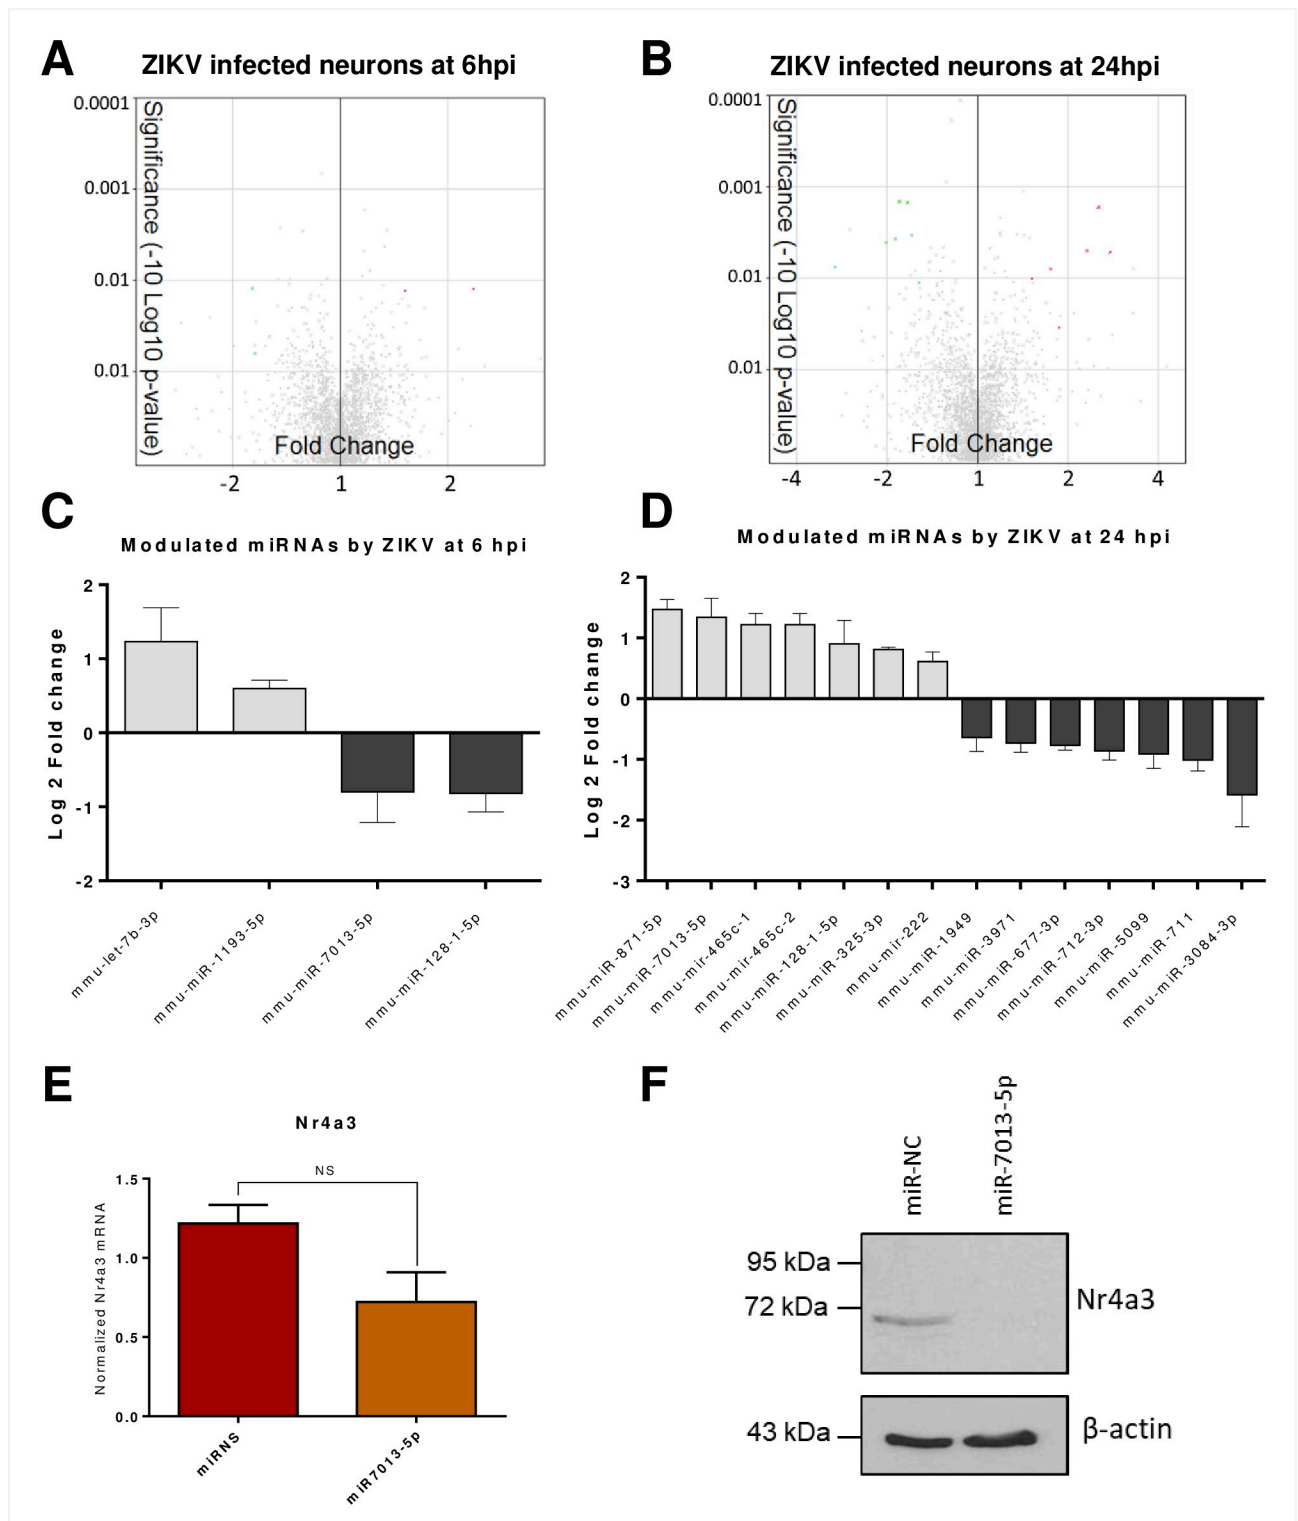 A
ZIKV infected neurons at 6hpi
0.0001
0.001
0.01
0.01
Significance (-10 Log10 p-value)
Fold Change
-2
1
2
B
ZIKV infected neurons at 24hpi
0.0001
0.001
0.01
0.01
Significance (-10 Log10 p-value)
Fold Change
-4
-2
1
2
4
C
Modulated miRNAs by ZIKV at 6 hpi
Log 2 Fold change
2
1
0
-1
-2
mmu-let-7b-3p
mmu-miR-1193-5p
mmu-miR-7013-5p
mmu-miR-128-1-5p
D
Modulated miRNAs by ZIKV at 24 hpi
Log 2 Fold change
2
1
0
-1
-2
-3
mmu-miR-871-5p
mmu-miR-7013-5p
mmu-mir-465c-1
mmu-mir-465c-2
mmu-miR-128-1-5p
mmu-miR-325-3p
mmu-mir-222
mmu-miR-1949
mmu-miR-3971
mmu-miR-677-3p
mmu-miR-712-3p
mmu-miR-5099
mmu-miR-711
mmu-miR-3084-3p
E
Nr4a3
NS
Normalized Nr4a3 mRNA
1.5
1.0
0.5
0.0
miRNS
miR7013-5p
F
miR-NC
miR-7013-5p
95 kDa
72 kDa
Nr4a3
43 kDa
β-actin